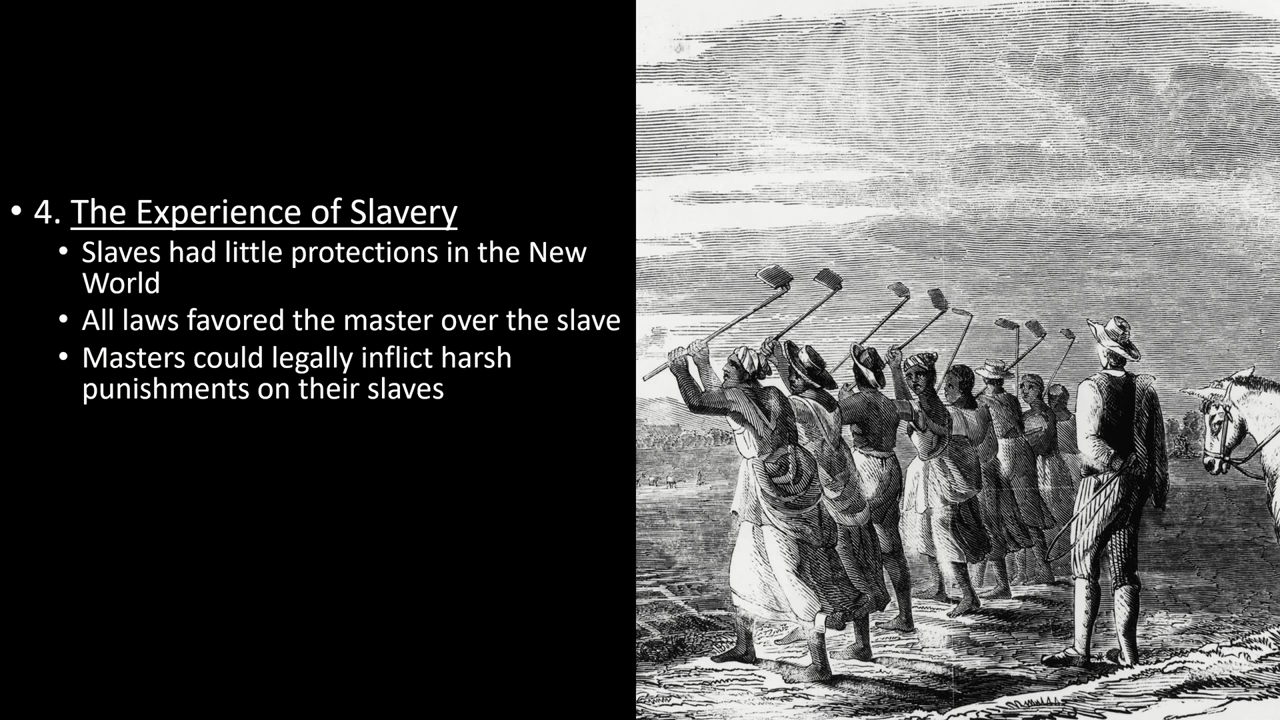 • 4. The Experience of Slavery
• Slaves had little protections in the New
World
• All laws favored the master over the slave
• Masters could legally inflict harsh
punishments on their slaves